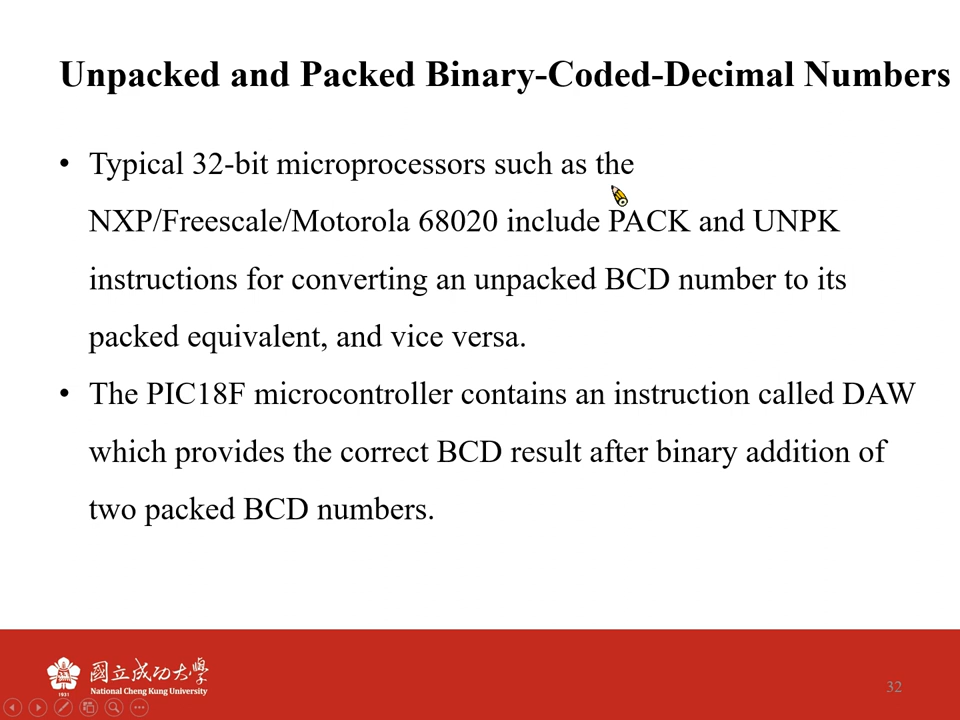 Unpacked and Packed Binary-Coded-Decimal Numbers
• Typical 32-bit microprocessors such as the
NXP/Freescale/Motorola 68020 include PACK and UNPK
instructions for converting an unpacked BCD number to its
packed equivalent, and vice versa.
• The PIC18F microcontroller contains an instruction called DAW
which provides the correct BCD result after binary addition of
two packed BCD numbers.
國立成功大學
National Cheng Kung University
1931
32